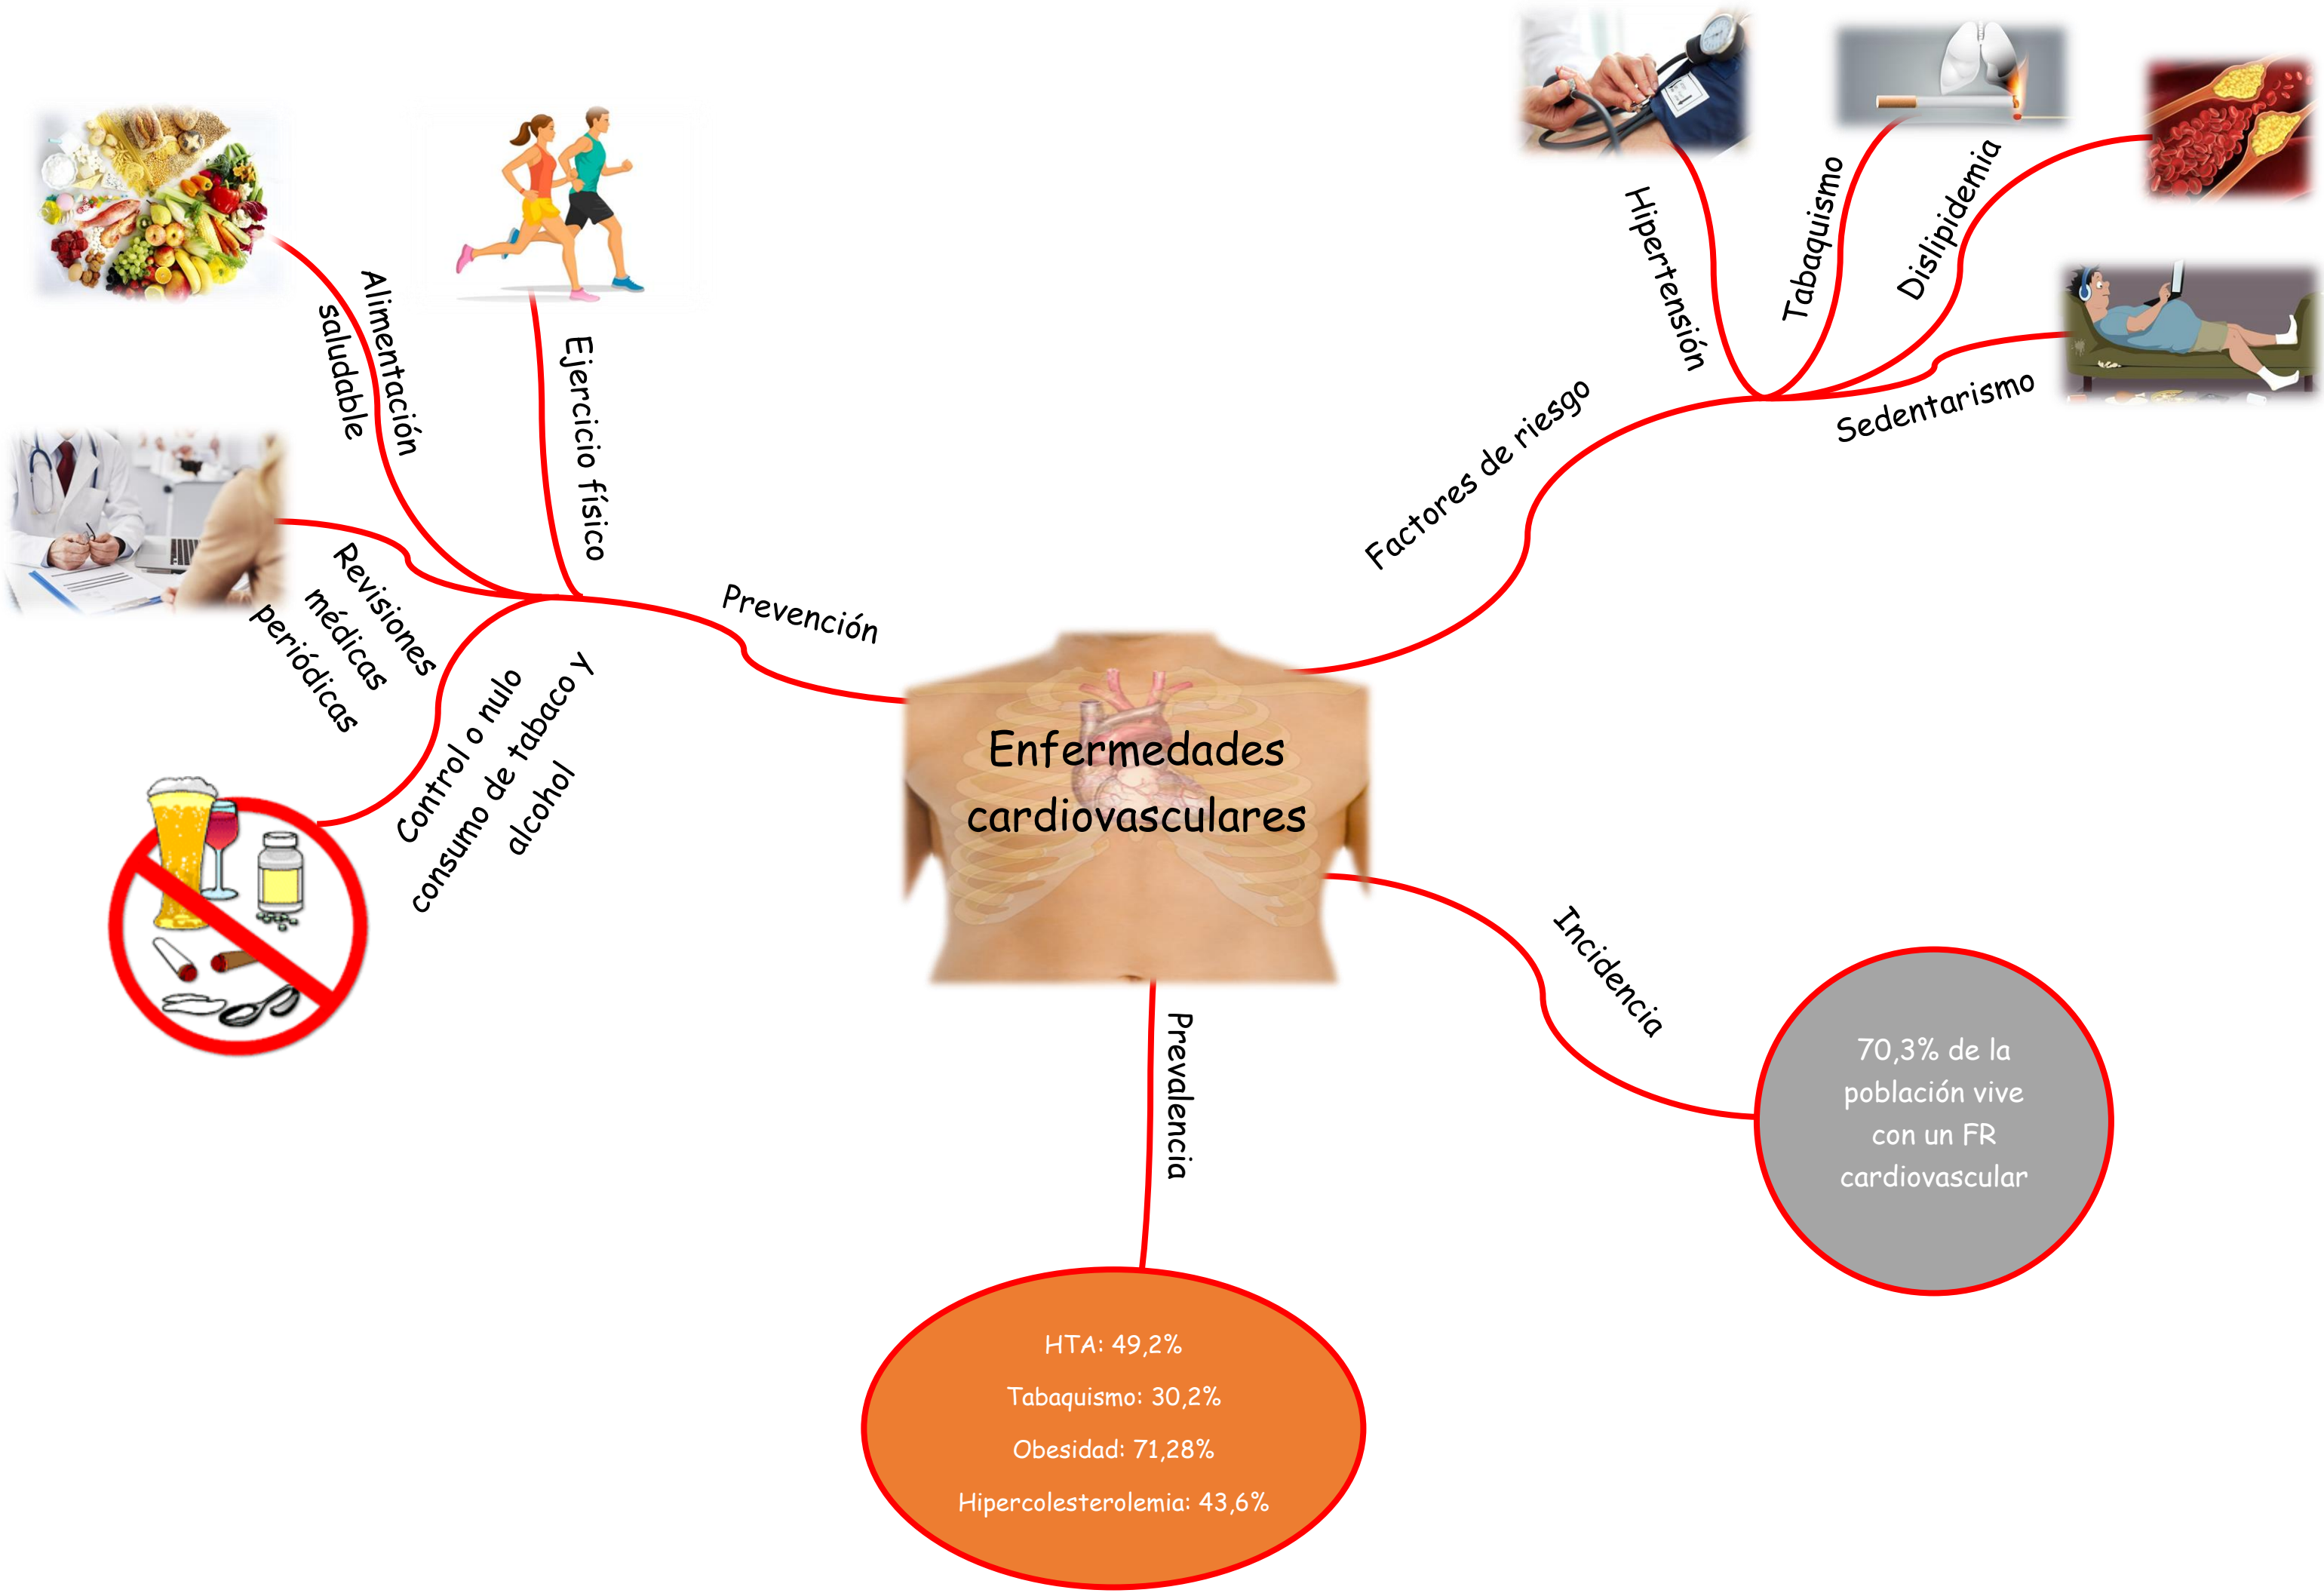 Enfermedades
cardiovasculares
Prevención
Ejercicio físico
Alimentación
saludable
Revisiones
médicas
periódicas
Control o nulo
consumo de tabaco y
alcohol
Factores de riesgo
Hipertensión
Tabaquismo
Dislipidemia
Sedentarismo
Incidencia
70,3% de la
población vive
con un FR
cardiovascular
Prevalencia
HTA: 49,2%
Tabaquismo: 30,2%
Obesidad: 71,28%
Hipercolesterolemia: 43,6%